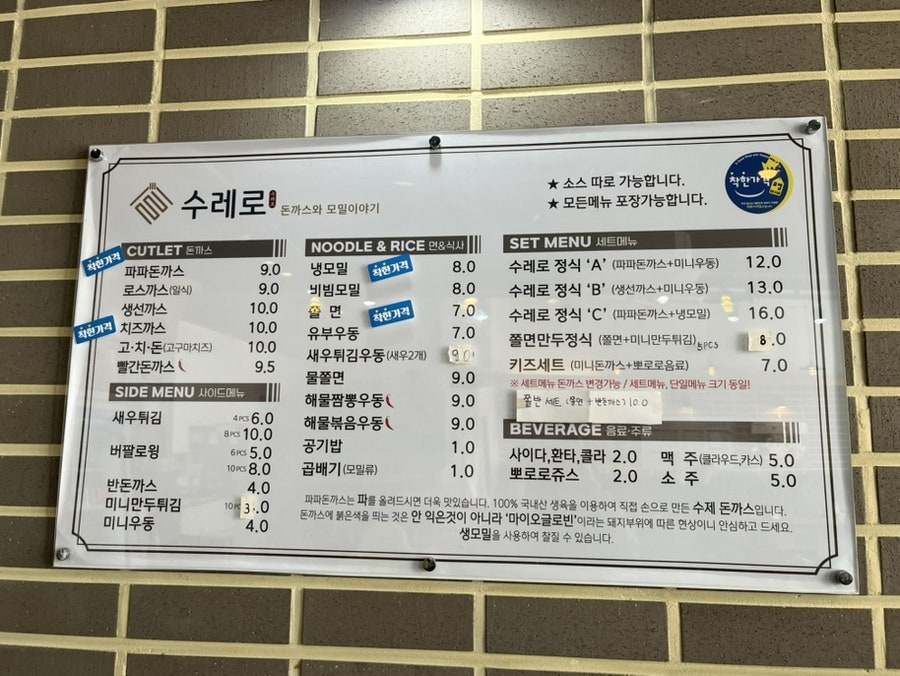 수레로 돈까스와 모밀이야기
★ 소스 따로 가능합니다.
★ 모든메뉴 포장가능합니다.
착한가격
CUTLET 돈까스
착한가격
파파돈까스 9.0
로스까스(일식) 9.0
생선까스 10.0
착한가격
치즈까스 10.0
고·치·돈(고구마치즈) 10.0
빨간돈까스 9.5
SIDE MENU 사이드메뉴
새우튀김 4PCS 6.0
8PCS 10.0
버팔로윙 6PCS 5.0
10PCS 8.0
반돈까스 4.0
미니만두튀김 10PCS 3.0
미니우동 4.0
NOODLE & RICE 면&식사
냉모밀 착한가격 8.0
비빔모밀 8.0
쫄 면 착한가격 7.0
유부우동 7.0
새우튀김우동(새우2개) 9.0
물쫄면 9.0
해물짬뽕우동 9.0
해물볶음우동 9.0
공기밥 1.0
곱배기(모밀류) 1.0
SET MENU 세트메뉴
수레로 정식 ‘A’ (파파돈까스+미니우동) 12.0
수레로 정식 ‘B’ (생선까스+미니우동) 13.0
수레로 정식 ‘C’ (파파돈까스+냉모밀) 16.0
쫄면만두정식 (쫄면+미니만두튀김) 5PCS 8.0
키즈세트 (미니돈까스+뽀로로음료) 7.0
※ 세트메뉴 돈까스 변경가능 / 세트메뉴, 단일메뉴 크기 동일!
쫄반 세트 (쫄면 + 반돈까스) 10.0
BEVERAGE 음료·주류
사이다,환타,콜라 2.0 맥 주(클라우드,카스) 5.0
뽀로로쥬스 2.0 소 주 5.0
파파돈까스는 파를 올려드시면 더욱 맛있습니다. 100% 국내산 생육을 이용하여 직접 손으로 만든 수제 돈까스입니다.
돈까스에 붉은색을 띄는 것은 안 익은것이 아니라 ‘마이오글로빈’이라는 돼지부위에 따른 현상이니 안심하고 드세요.
생모밀을 사용하여 찰질 수 있습니다.